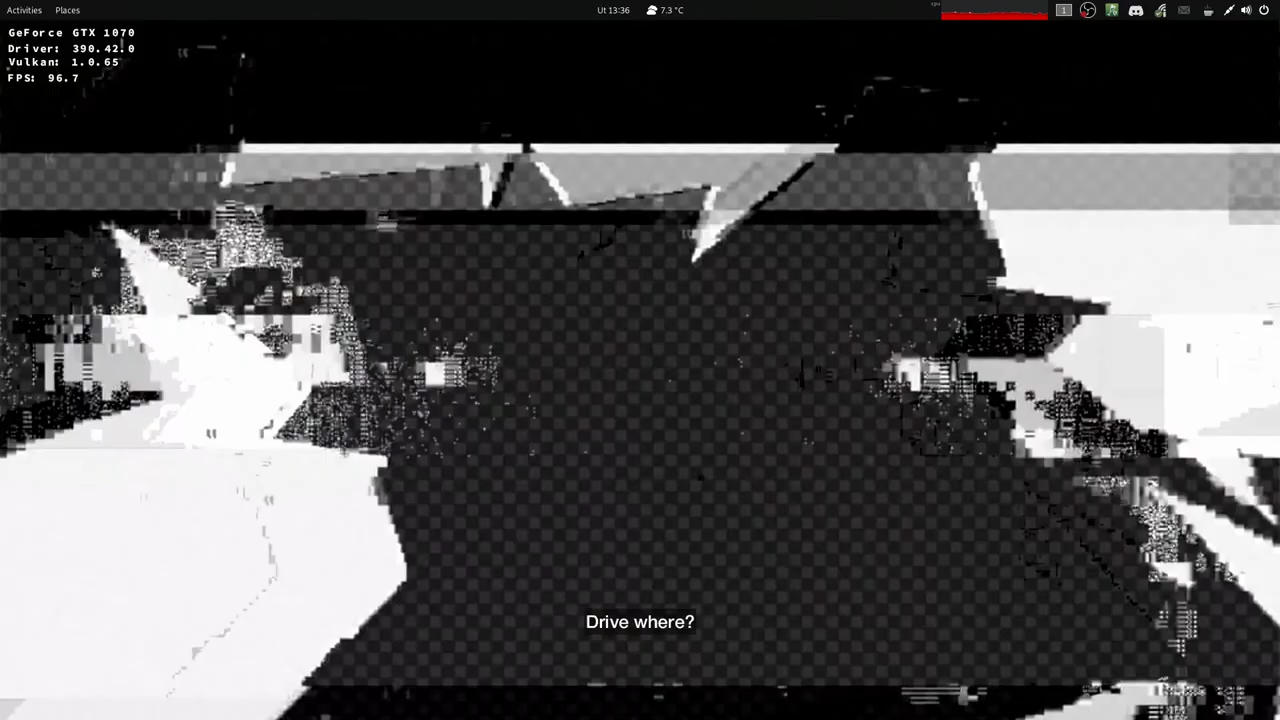 Activities Places Ut 13:36 7.3 °C 1
GeForce GTX 1070
Driver: 390.42.0
Vulkan: 1.0.65
FPS: 96.7
Drive where?